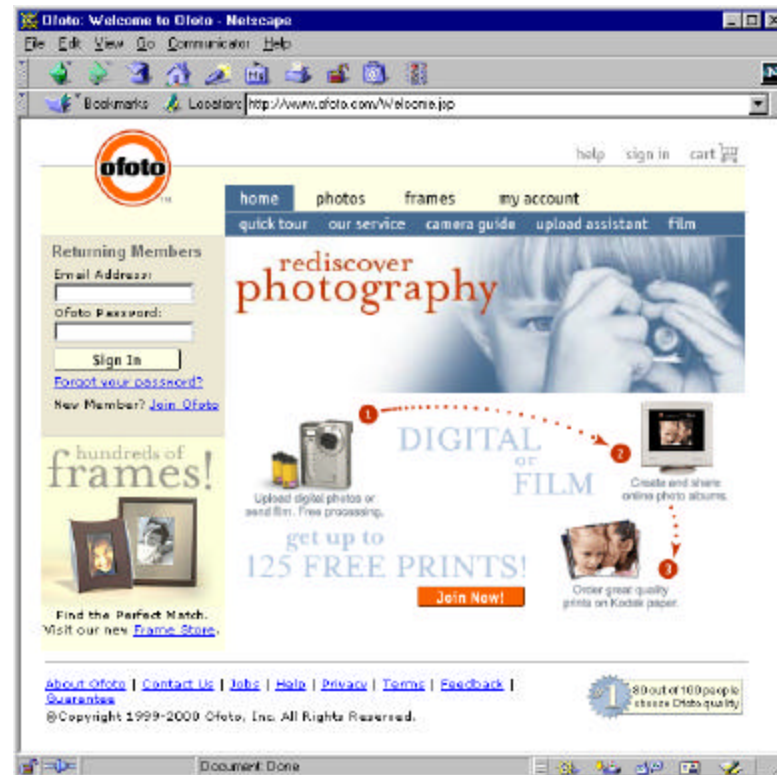 Ofoto: Welcome to Ofoto - Netscape
File Edit View Go Communicator Help
Bookmarks Location: http://www.ofoto.com/Welcome.jsp
ofoto
help sign in cart
home photos frames my account
quick tour our service camera guide upload assistant film
Returning Members
Email Address:
Ofoto Password:
Sign In
Forgot your password?
New Member? Join Ofoto
rediscover
photography
hundreds of
frames!
Find the Perfect Match.
Visit our new Frame Store.
1
DIGITAL
or
FILM
2
Upload digital photos or
send film. Free processing.
Create and share
online photo albums.
get up to
125 FREE PRINTS!
Join Now!
3
Order great quality
prints on Kodak paper.
About Ofoto | Contact Us | Jobs | Help | Privacy | Terms | Feedback |
Guarantee
©Copyright 1999-2000 Ofoto, Inc. All Rights Reserved.
#1
89 out of 100 people
choose Ofoto quality
Document: Done